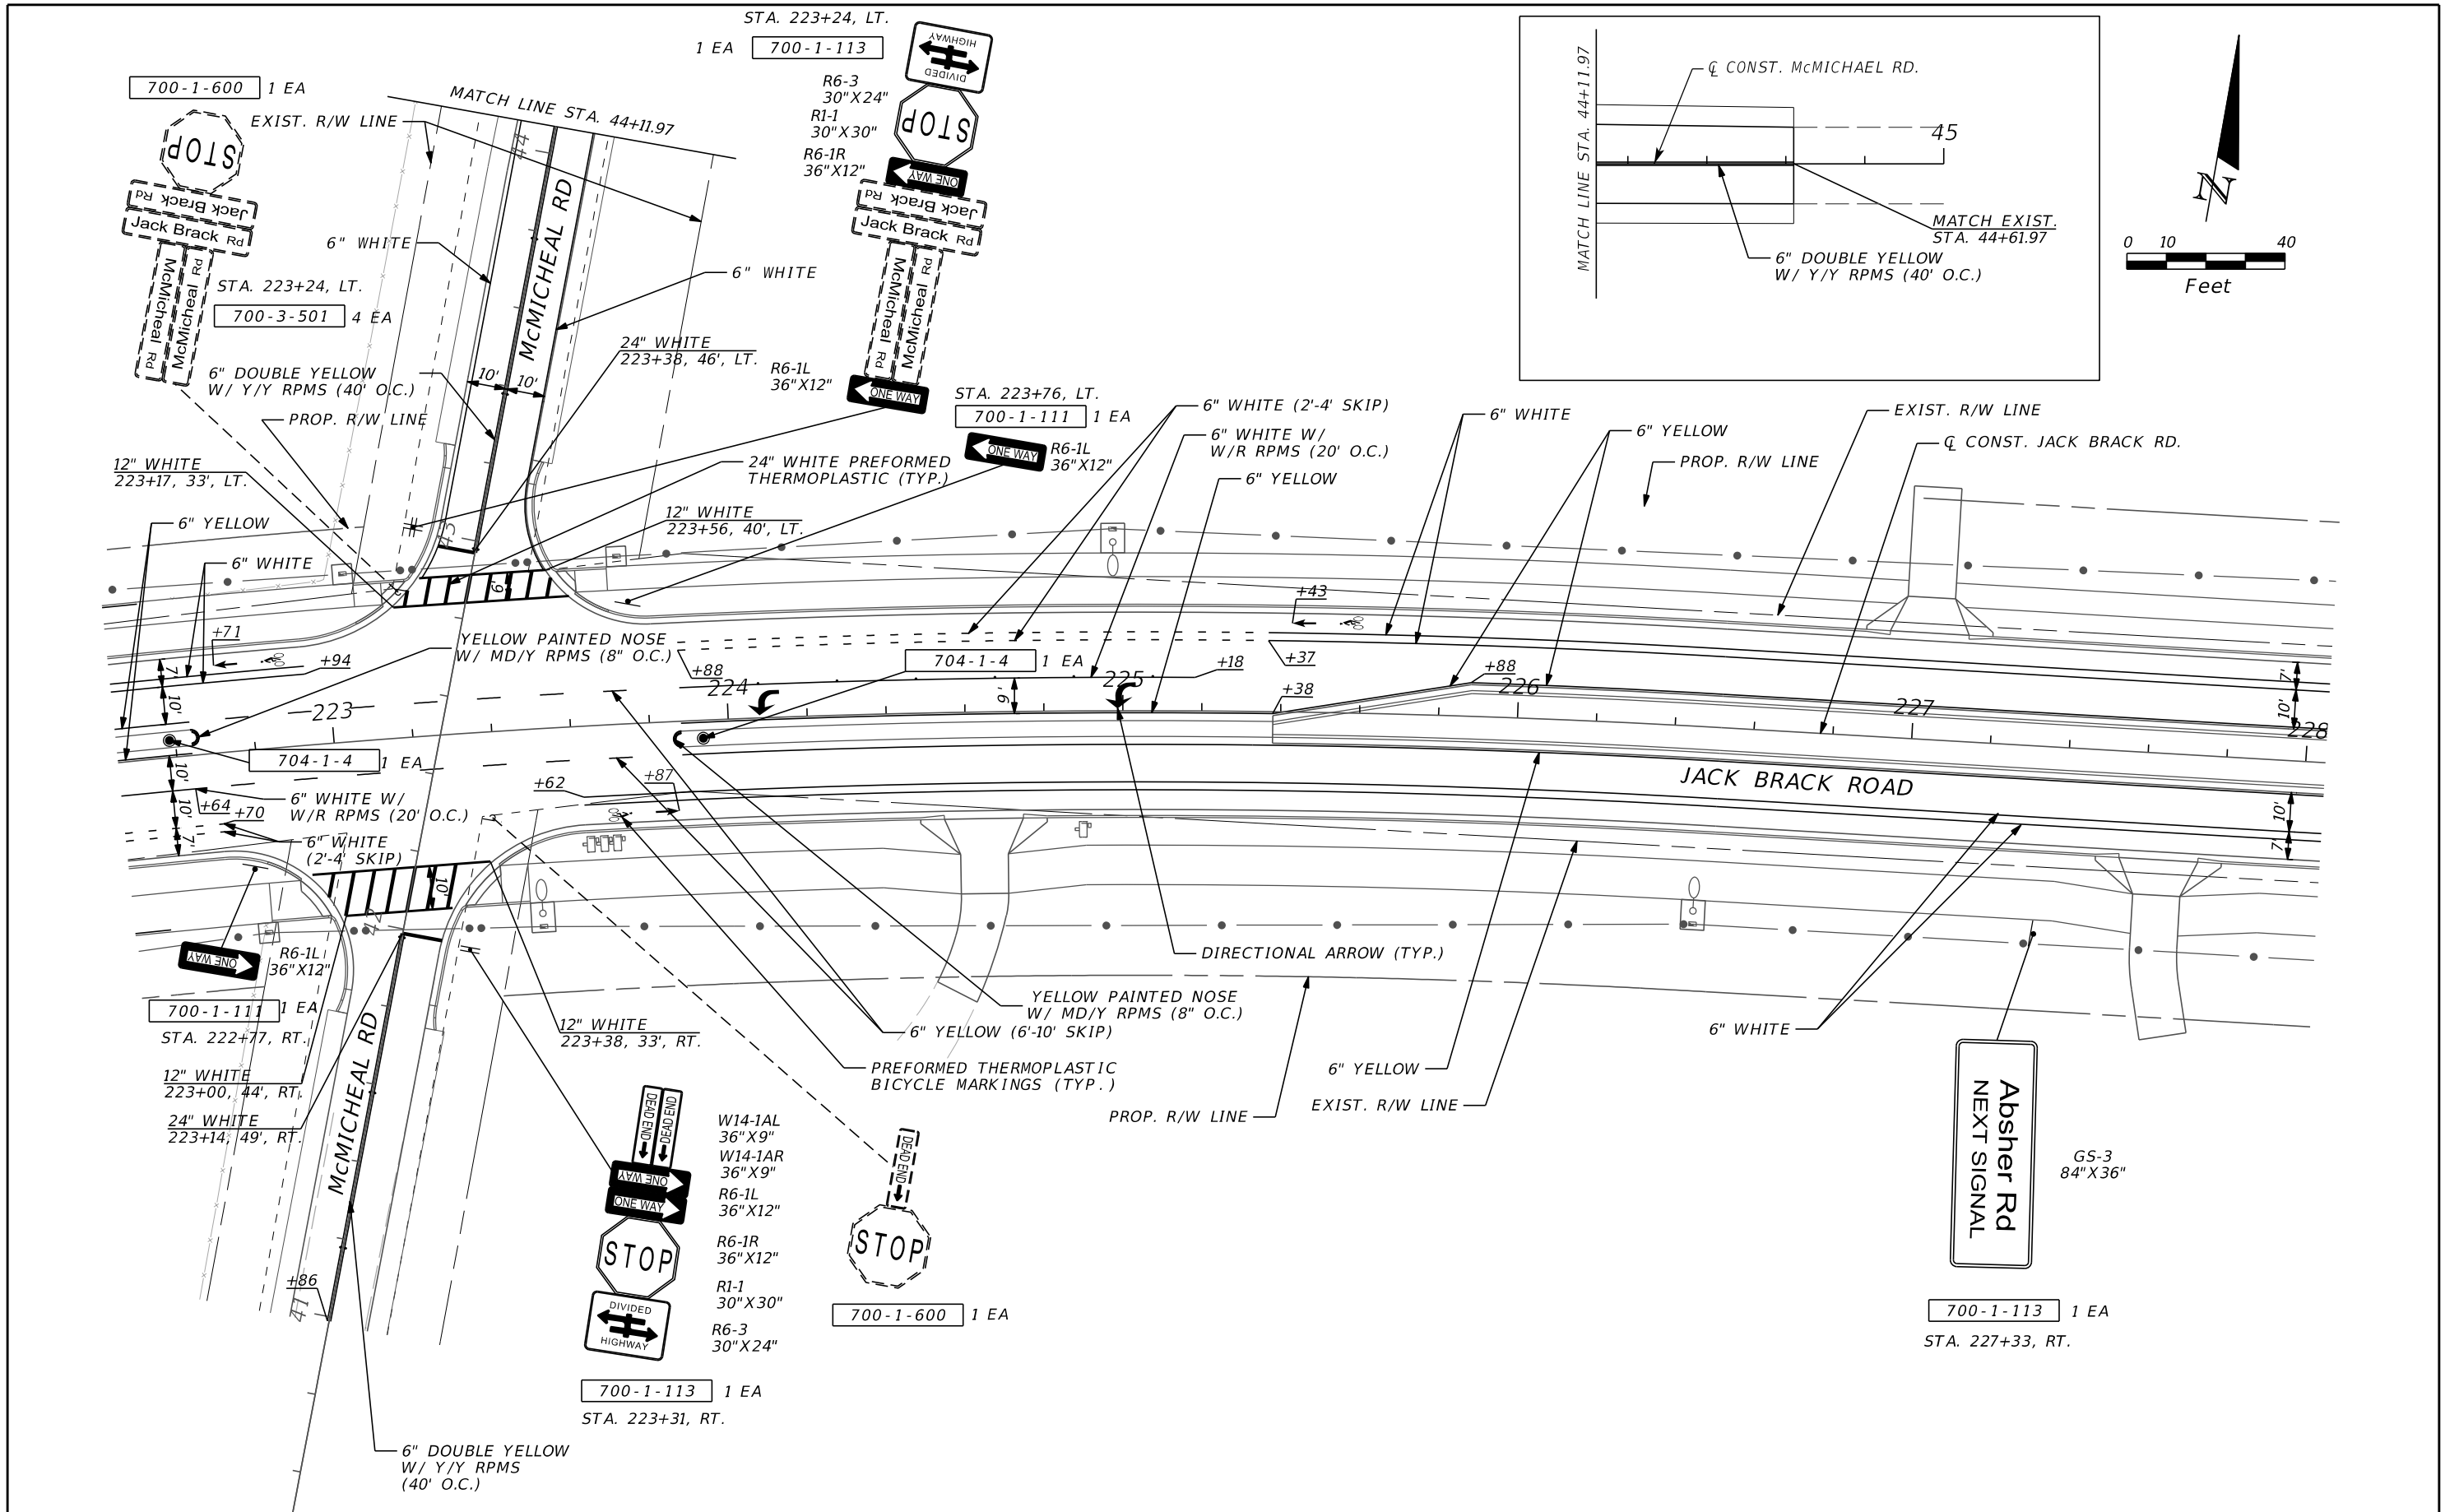 STA. 223+24, LT.
1 EA 700-1-113
DIVIDED
HIGHWAY
R6-3
30"X24"
R1-1
30"X30"
R6-1R
36"X12"
STOP
ONE WAY
Jack Brack Rd
Jack Brack Rd
McMicheal Rd
McMicheal Rd
R6-1L
36"X12"
ONE WAY
700-1-600 1 EA
STOP
Jack Brack Rd
Jack Brack Rd
McMicheal Rd
McMicheal Rd
STA. 223+24, LT.
700-3-501 4 EA
EXIST. R/W LINE
MATCH LINE STA. 44+11.97
44
McMICHEAL RD
6" WHITE
6" WHITE
24" WHITE
223+38, 46', LT.
6" DOUBLE YELLOW
W/ Y/Y RPMS (40' O.C.)
10'
10'
PROP. R/W LINE
12" WHITE
223+17, 33', LT.
6" YELLOW
6" WHITE
43
MATCH LINE STA. 44+11.97
℄ CONST. McMICHAEL RD.
45
MATCH EXIST.
STA. 44+61.97
6" DOUBLE YELLOW
W/ Y/Y RPMS (40' O.C.)
N
0 10 40
Feet
STA. 223+76, LT.
700-1-111 1 EA
ONE WAY
R6-1L
36"X12"
24" WHITE PREFORMED
THERMOPLASTIC (TYP.)
12" WHITE
223+56, 40', LT.
6" WHITE (2'-4' SKIP)
6" WHITE W/
W/R RPMS (20' O.C.)
6" YELLOW
6" WHITE
6" YELLOW
PROP. R/W LINE
EXIST. R/W LINE
℄ CONST. JACK BRACK RD.
6'
+71
+94
7'
10'
YELLOW PAINTED NOSE
W/ MD/Y RPMS (8" O.C.)
+88
704-1-4 1 EA
+43
+37
+18
+38
+88
9'
223
224
225
226
227
228
7'
10'
704-1-4 1 EA
10'
10'
7'
+64
+70
6" WHITE W/
W/R RPMS (20' O.C.)
6" WHITE
(2'-4' SKIP)
+62
+87
JACK BRACK ROAD
10'
7'
10'
42
ONE WAY
R6-1L
36"X12"
700-1-111 1 EA
STA. 222+77, RT.
12" WHITE
223+00, 44', RT.
24" WHITE
223+14, 49', RT.
McMICHEAL RD
+86
41
12" WHITE
223+38, 33', RT.
DIRECTIONAL ARROW (TYP.)
YELLOW PAINTED NOSE
W/ MD/Y RPMS (8" O.C.)
6" YELLOW (6'-10' SKIP)
PREFORMED THERMOPLASTIC
BICYCLE MARKINGS (TYP.)
PROP. R/W LINE
6" YELLOW
EXIST. R/W LINE
6" WHITE
DEAD END
DEAD END
ONE WAY
ONE WAY
STOP
DIVIDED
HIGHWAY
W14-1AL
36"X9"
W14-1AR
36"X9"
R6-1L
36"X12"
R6-1R
36"X12"
R1-1
30"X30"
R6-3
30"X24"
700-1-113 1 EA
STA. 223+31, RT.
DEAD END
STOP
700-1-600 1 EA
Absher Rd
NEXT SIGNAL
GS-3
84"X36"
700-1-113 1 EA
STA. 227+33, RT.
6" DOUBLE YELLOW
W/ Y/Y RPMS
(40' O.C.)